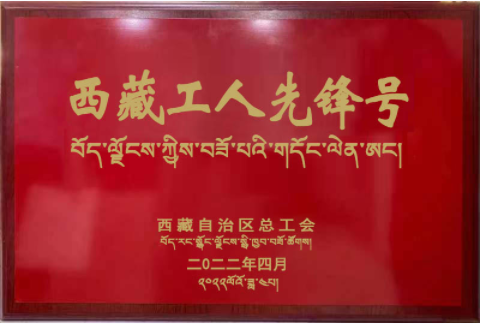 西藏工人先锋号
བོད་ལྗོངས་ཀྱིས་བཟོ་པའི་གདོང་ལེན་ཨང།
西藏自治区总工会
བོད་རང་སྐྱོང་ལྗོངས་སྤྱི་ཁྱབ་བཟོ་ཚོགས།
二〇二二年四月
༢༠༢༢ལོའི་ཟླ་༤པ།